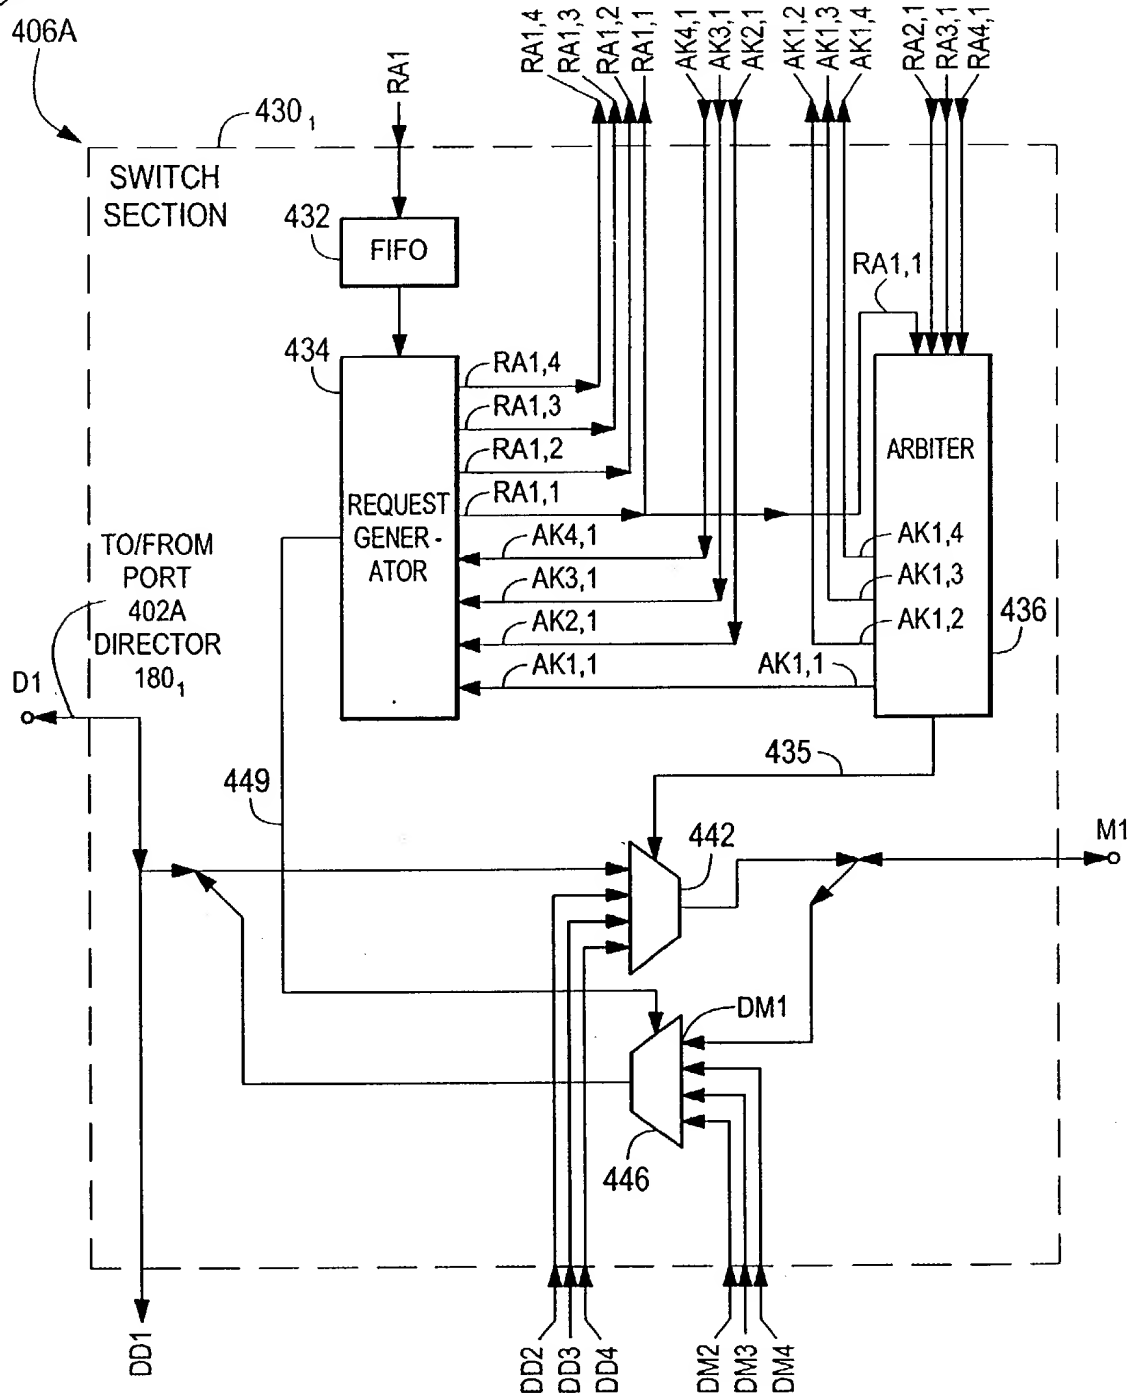 406A
430₁
RA1
RA1,4
RA1,3
RA1,2
RA1,1
AK4,1
AK3,1
AK2,1
AK1,2
AK1,3
AK1,4
RA2,1
RA3,1
RA4,1
SWITCH
SECTION
432
FIFO
RA1,1
434
RA1,4
RA1,3
RA1,2
RA1,1
REQUEST
GENER-
ATOR
AK4,1
AK3,1
AK2,1
AK1,1
ARBITER
AK1,4
AK1,3
AK1,2
AK1,1
436
TO/FROM
PORT
402A
DIRECTOR
180₁
D1
435
449
442
M1
DM1
446
DD1
DD2
DD3
DD4
DM2
DM3
DM4